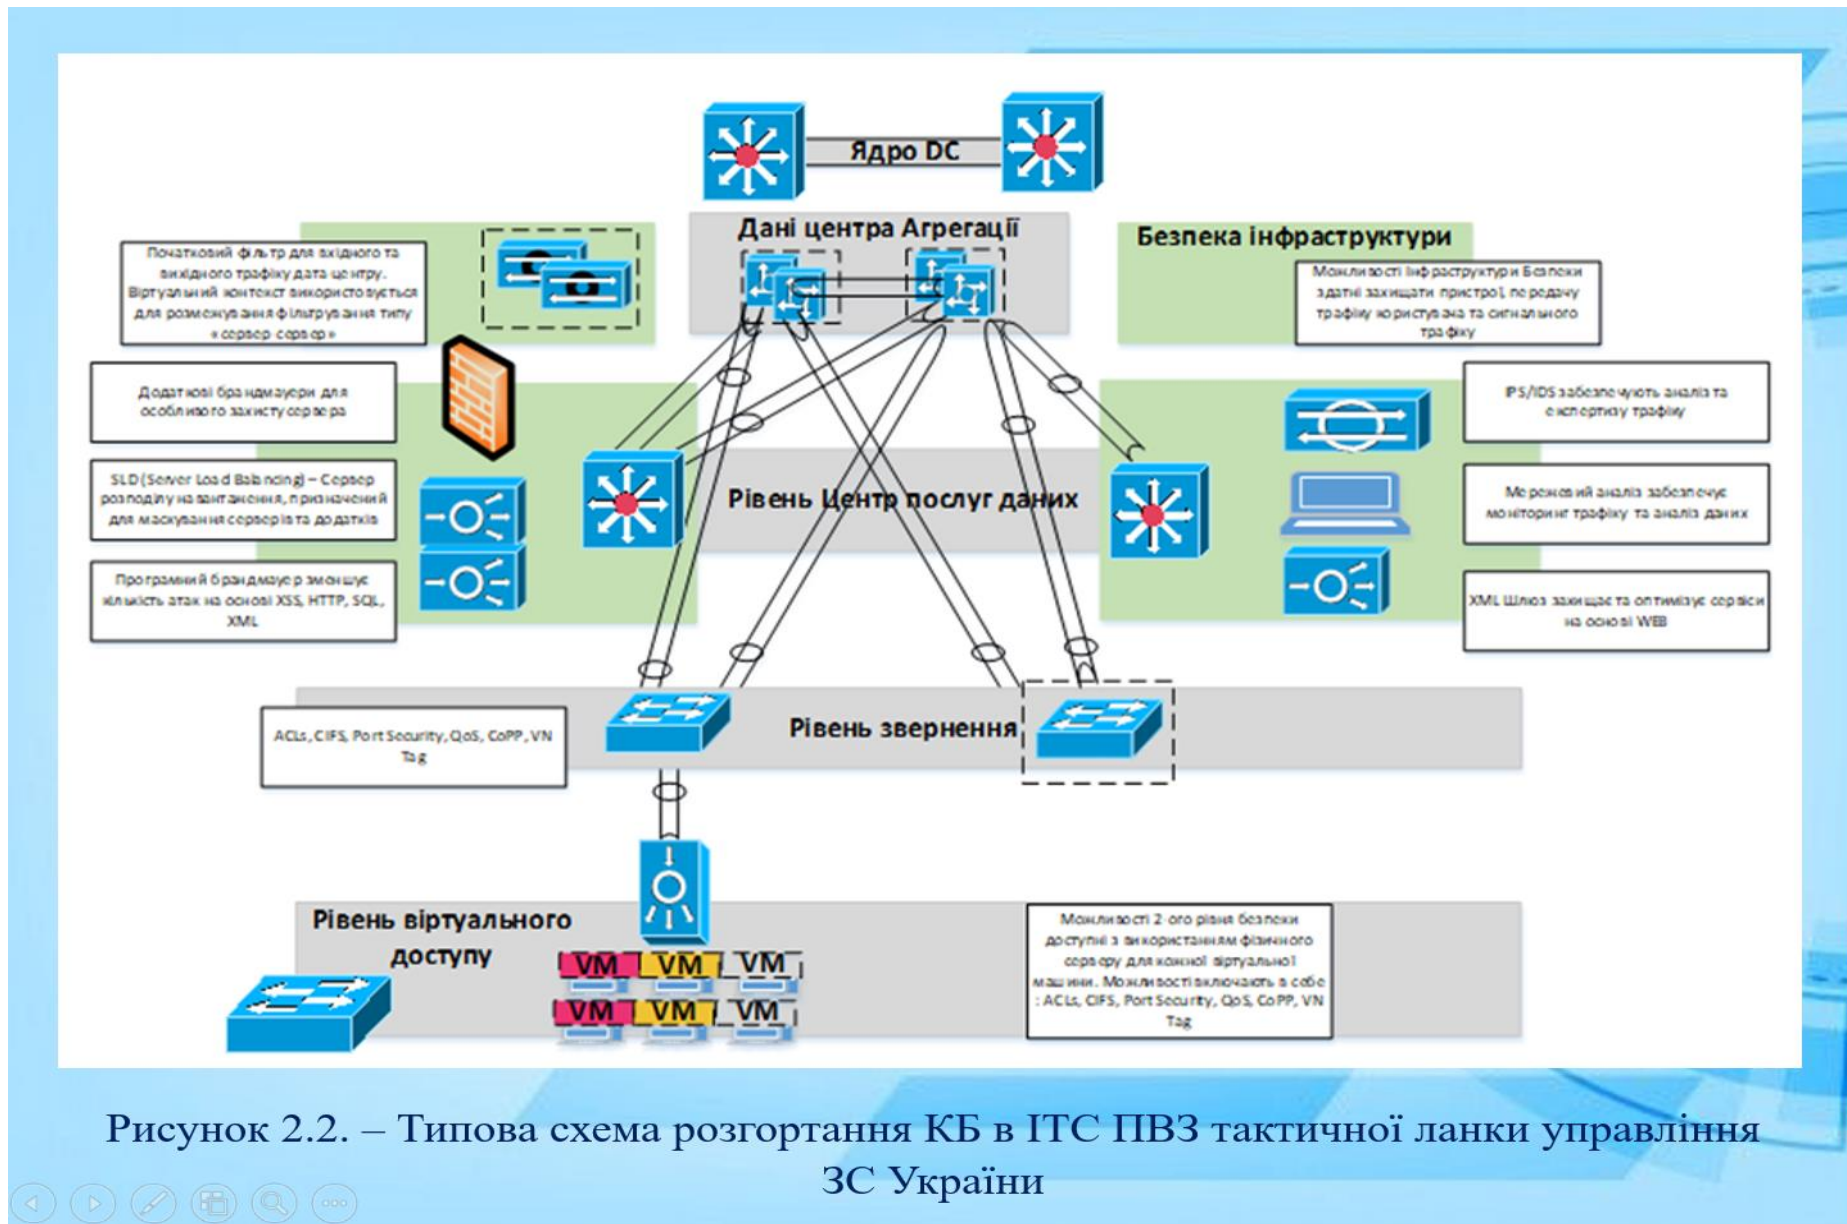 Ядро DC
Дані центра Агрегації
Безпека інфраструктури
Початковий фільтр для вхідного та
вихідного трафіку дата центру.
Віртуальний контекст використовується
для розмежування фільтрування типу
«сервер-сервер»
Можливості Інфраструктури Безпеки
здатні захищати пристрої, передачу
трафіку користувача та сигнального
трафіку
Додаткові брандмауери для
особливого захисту сервера
IPS/IDS забезпечують аналіз та
експертизу трафіку
SLD (Server Load Balancing) – Сервер
розподілу навантаження, призначений
для маскування серверів та додатків
Рівень Центр послуг даних
Мережевий аналіз забезпечує
моніторинг трафіку та аналіз даних
Програмний брандмауер зменшує
кількість атак на основі XSS, HTTP, SQL,
XML
XML Шлюз захищає та оптимізує сервіси
на основі WEB
ACLs, CIFS, Port Security, QoS, CoPP, VN
Tag
Рівень звернення
Рівень віртуального
доступу
VM VM VM
VM VM VM
Можливості 2-ого рівня безпеки
доступні з використанням фізичного
серверу для кожної віртуальної
машини. Можливості включають в себе
: ACLs, CIFS, Port Security, QoS, CoPP, VN
Tag
Рисунок 2.2. – Типова схема розгортання КБ в ІТС ПВЗ тактичної ланки управління
ЗС України